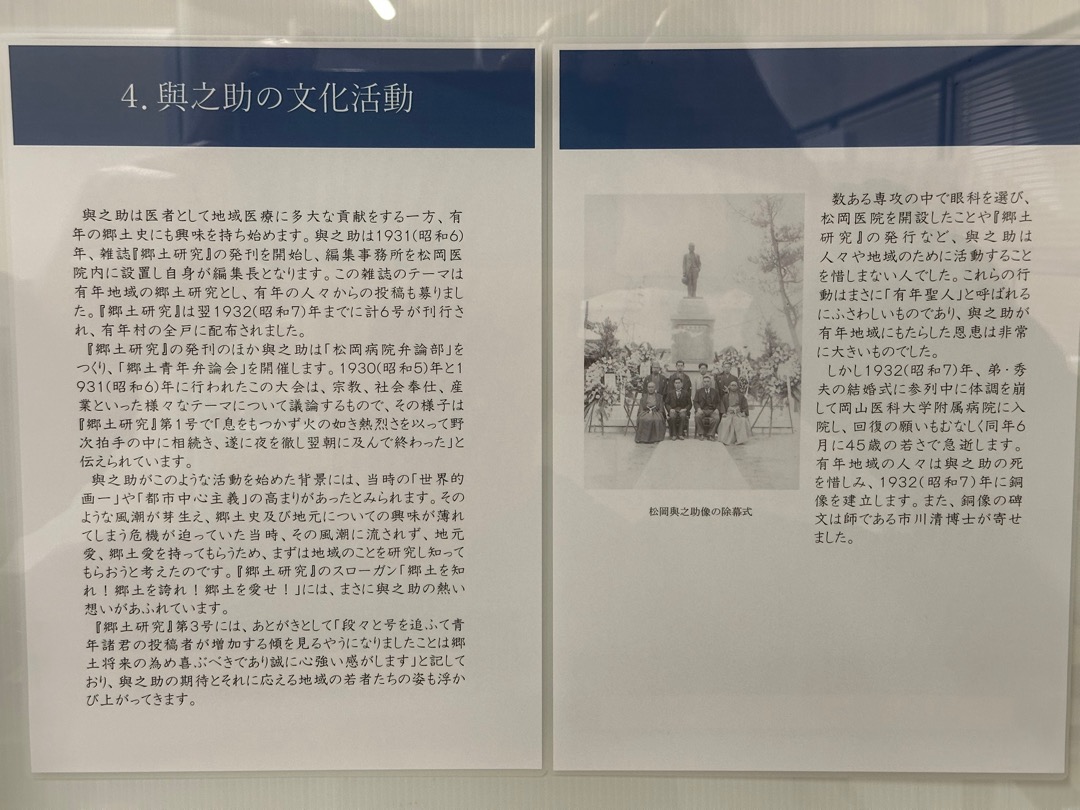 4. 與之助の文化活動
與之助は医者として地域医療に多大な貢献をする一方、有
年の郷土史にも興味を持ち始めます。與之助は1931(昭和6)
年、雑誌『郷土研究』の発刊を開始し、編集事務所を松岡医
院内に設置し自身が編集長となります。この雑誌のテーマは
有年地域の郷土研究とし、有年の人々からの投稿も募りまし
た。『郷土研究』は翌1932(昭和7)年までに計6号が刊行さ
れ、有年村の全戸に配布されました。
『郷土研究』の発刊のほか與之助は「松岡病院弁論部」を
つくり、「郷土青年弁論会」を開催します。1930(昭和5)年と1
931(昭和6)年に行われたこの大会は、宗教、社会奉仕、産
業といった様々なテーマについて議論するもので、その様子は
『郷土研究』第1号で「息をもつかず火の如き熱烈さを以って野
次拍手の中に相続き、遂に夜を徹し翌朝に及んで終わった」と
伝えられています。
與之助がこのような活動を始めた背景には、当時の「世界的
画一」や「都市中心主義」の高まりがあったとみられます。その
ような風潮が芽生え、郷土史及び地元についての興味が薄れ
てしまう危機が迫っていた当時、その風潮に流されず、地元
愛、郷土愛を持ってもらうため、まずは地域のことを研究し知って
もらおうと考えたのです。『郷土研究』のスローガン「郷土を知
れ！郷土を誇れ！郷土を愛せ！」には、まさに與之助の熱い
想いがあふれています。
『郷土研究』第3号には、あとがきとして「段々と号を追ふて青
年諸君の投稿者が増加する傾を見るやうになりましたことは郷
土将来の為め喜ぶべきであり誠に心強い感がします」と記して
おり、與之助の期待とそれに応える地域の若者たちの姿も浮か
び上がってきます。
松岡與之助像の除幕式
数ある専攻の中で眼科を選び、
松岡医院を開設したことや『郷土
研究』の発行など、與之助は
人々や地域のために活動すること
を惜しまない人でした。これらの行
動はまさに「有年聖人」と呼ばれる
にふさわしいものであり、與之助が
有年地域にもたらした恩恵は非常
に大きいものでした。
しかし1932(昭和7)年、弟・秀
夫の結婚式に参列中に体調を崩
して岡山医科大学附属病院に入
院し、回復の願いもむなしく同年6
月に45歳の若さで急逝します。
有年地域の人々は與之助の死
を惜しみ、1932(昭和7)年に銅
像を建立します。また、銅像の碑
文は師である市川清博士が寄せ
ました。